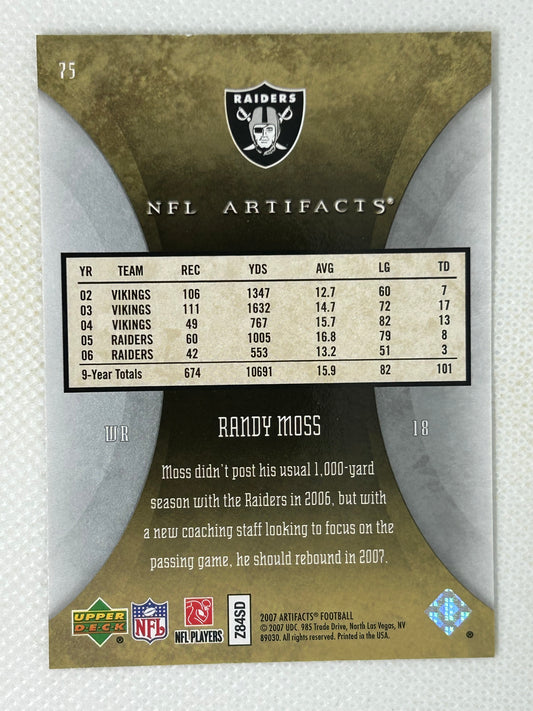 75
RAIDERS
NFL ARTIFACTS®
YR TEAM REC YDS AVG LG TD
02 VIKINGS 106 1347 12.7 60 7
03 VIKINGS 111 1632 14.7 72 17
04 VIKINGS 49 767 15.7 82 13
05 RAIDERS 60 1005 16.8 79 8
06 RAIDERS 42 553 13.2 51 3
9-Year Totals 674 10691 15.9 82 101
WR RANDY MOSS 18
Moss didn't post his usual 1,000-yard
season with the Raiders in 2006, but with
a new coaching staff looking to focus on the
passing game, he should rebound in 2007.
UPPER DECK ®
NFL
NFL PLAYERS
Z84SD
2007 ARTIFACTS® FOOTBALL
© 2007 UDC. 985 Trade Drive, North Las Vegas, NV
89030. All rights reserved. Printed in the USA.
®